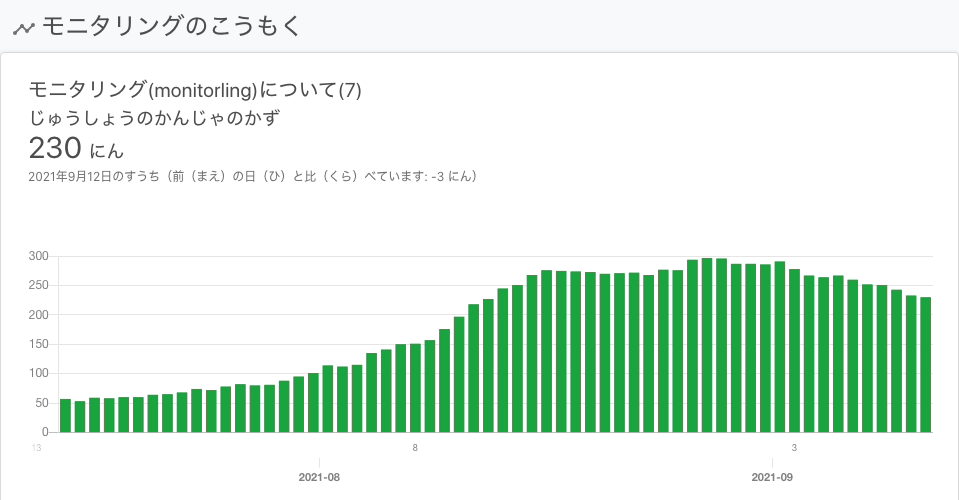 モニタリングのこうもく
モニタリング(monitorling)について(7)
じゅうしょうのかんじゃのかず
230 にん
2021年9月12日のすうち（前（まえ）の日（ひ）と比（くら）べています: -3 にん）
300
250
200
150
100
50
0
13 8 3
2021-08 2021-09